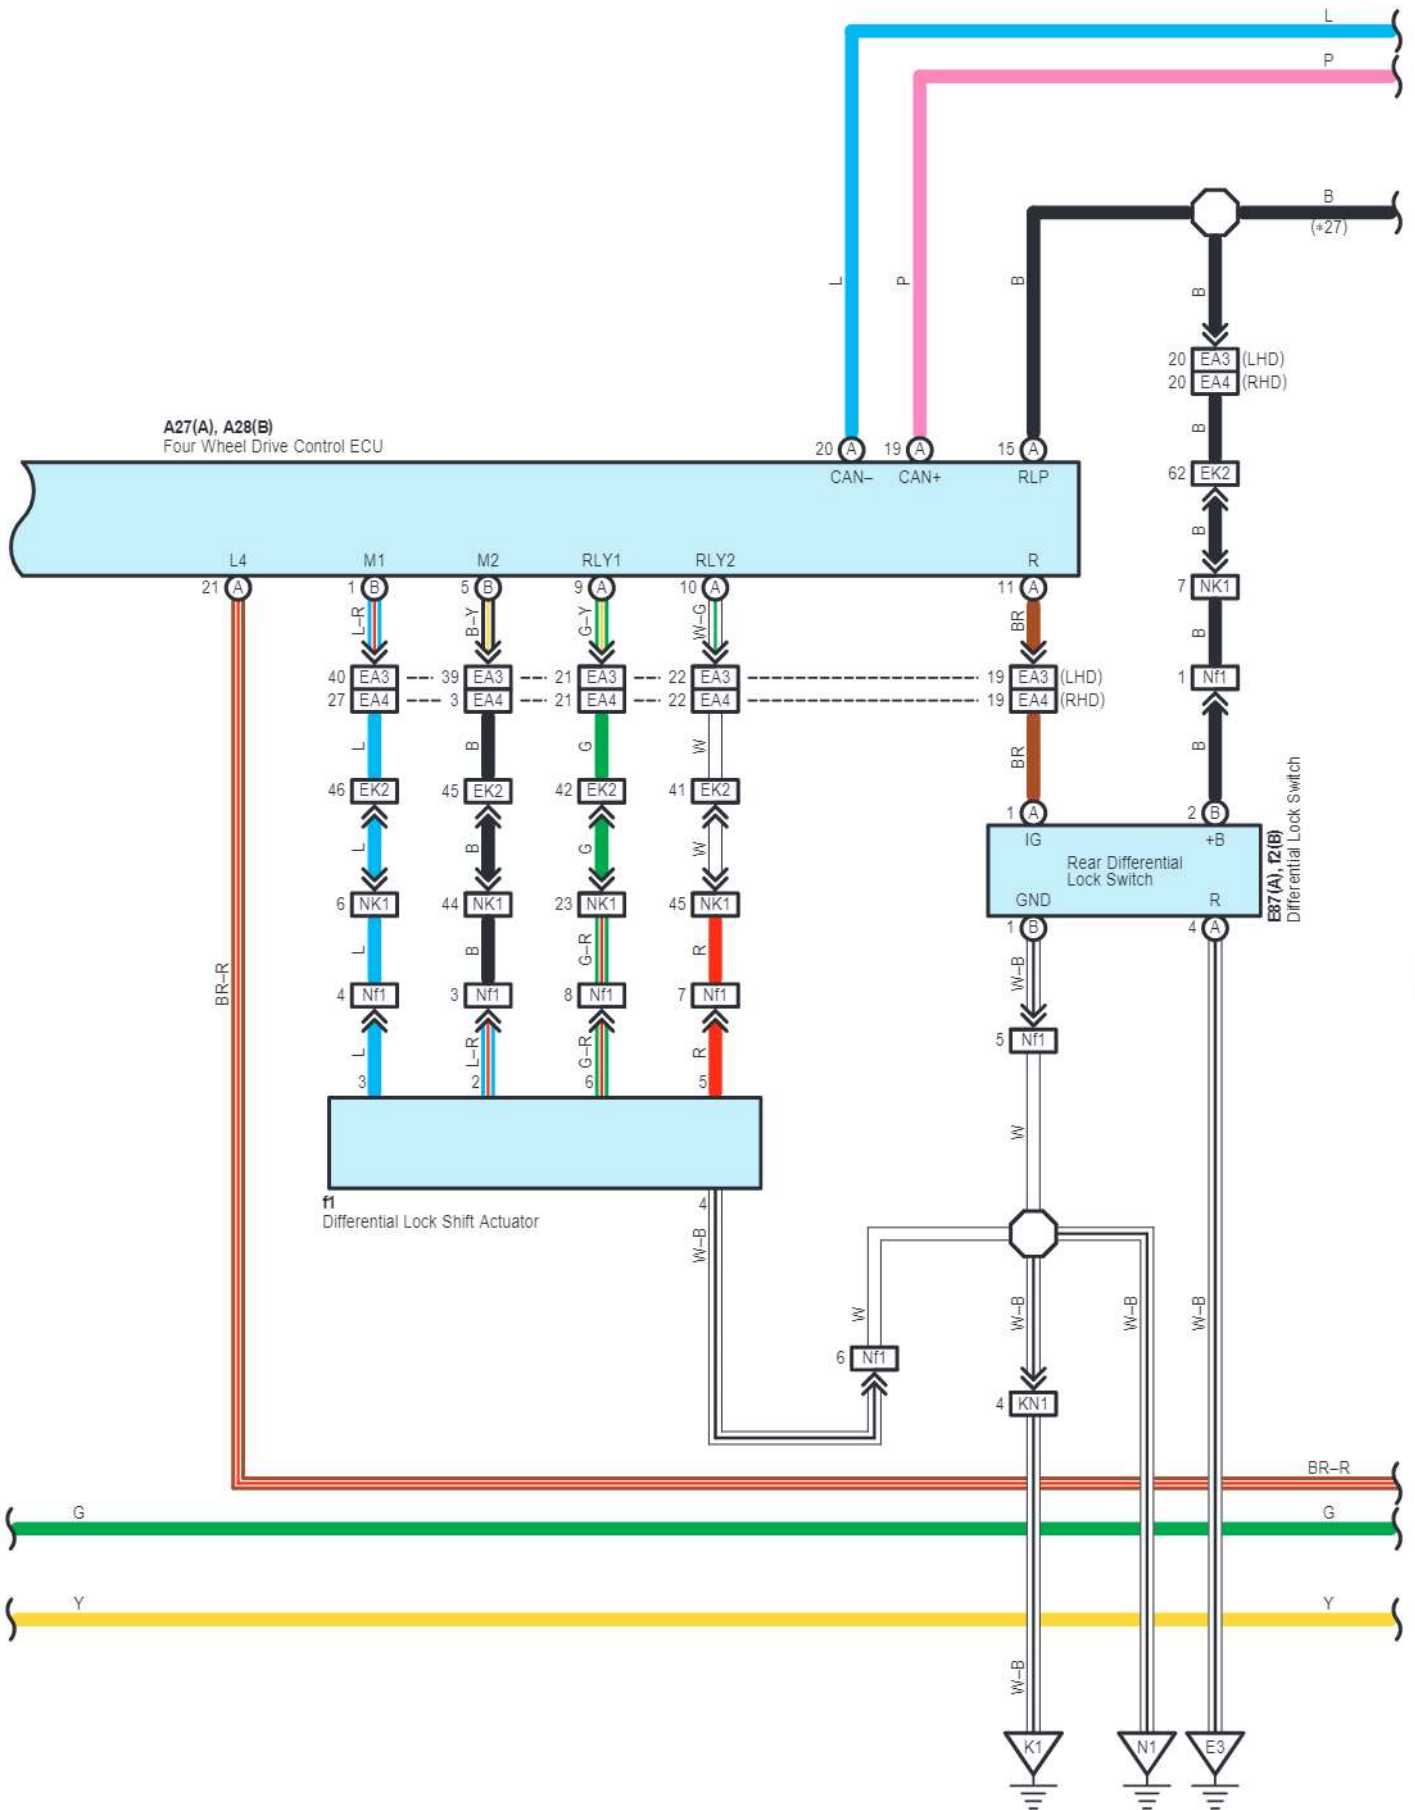 L
P
B
(*27)
L
P
B
B
20 EA3 (LHD)
20 EA4 (RHD)
B
A27(A), A28(B)
Four Wheel Drive Control ECU
20 A 19 A 15 A
62 EK2
CAN– CAN+ RLP
B
L4 M1 M2 RLY1 RLY2 R
21 A 1 B 5 B 9 A 10 A 11 A
7 NK1
L–R B–Y G–Y W–G BR
B
40 EA3 39 EA3 21 EA3 22 EA3 19 EA3 (LHD)
1 Nf1
27 EA4 3 EA4 21 EA4 22 EA4 19 EA4 (RHD)
L B G W BR B
46 EK2 45 EK2 42 EK2 41 EK2
1 A 2 B
IG +B
L B G W
Rear Differential
Lock Switch
E87(A), f2(B)
Differential Lock Switch
6 NK1 44 NK1 23 NK1 45 NK1
GND R
1 B 4 A
BR–R
L B G–R R
W–B
4 Nf1 3 Nf1 8 Nf1 7 Nf1
5 Nf1
L L–R G–R R
3 2 6 5
W
f1
Differential Lock Shift Actuator
4
W–B
W
W–B
W–B
W–B
6 Nf1
4 KN1
BR–R
G G
Y Y
W–B
K1 N1 E3